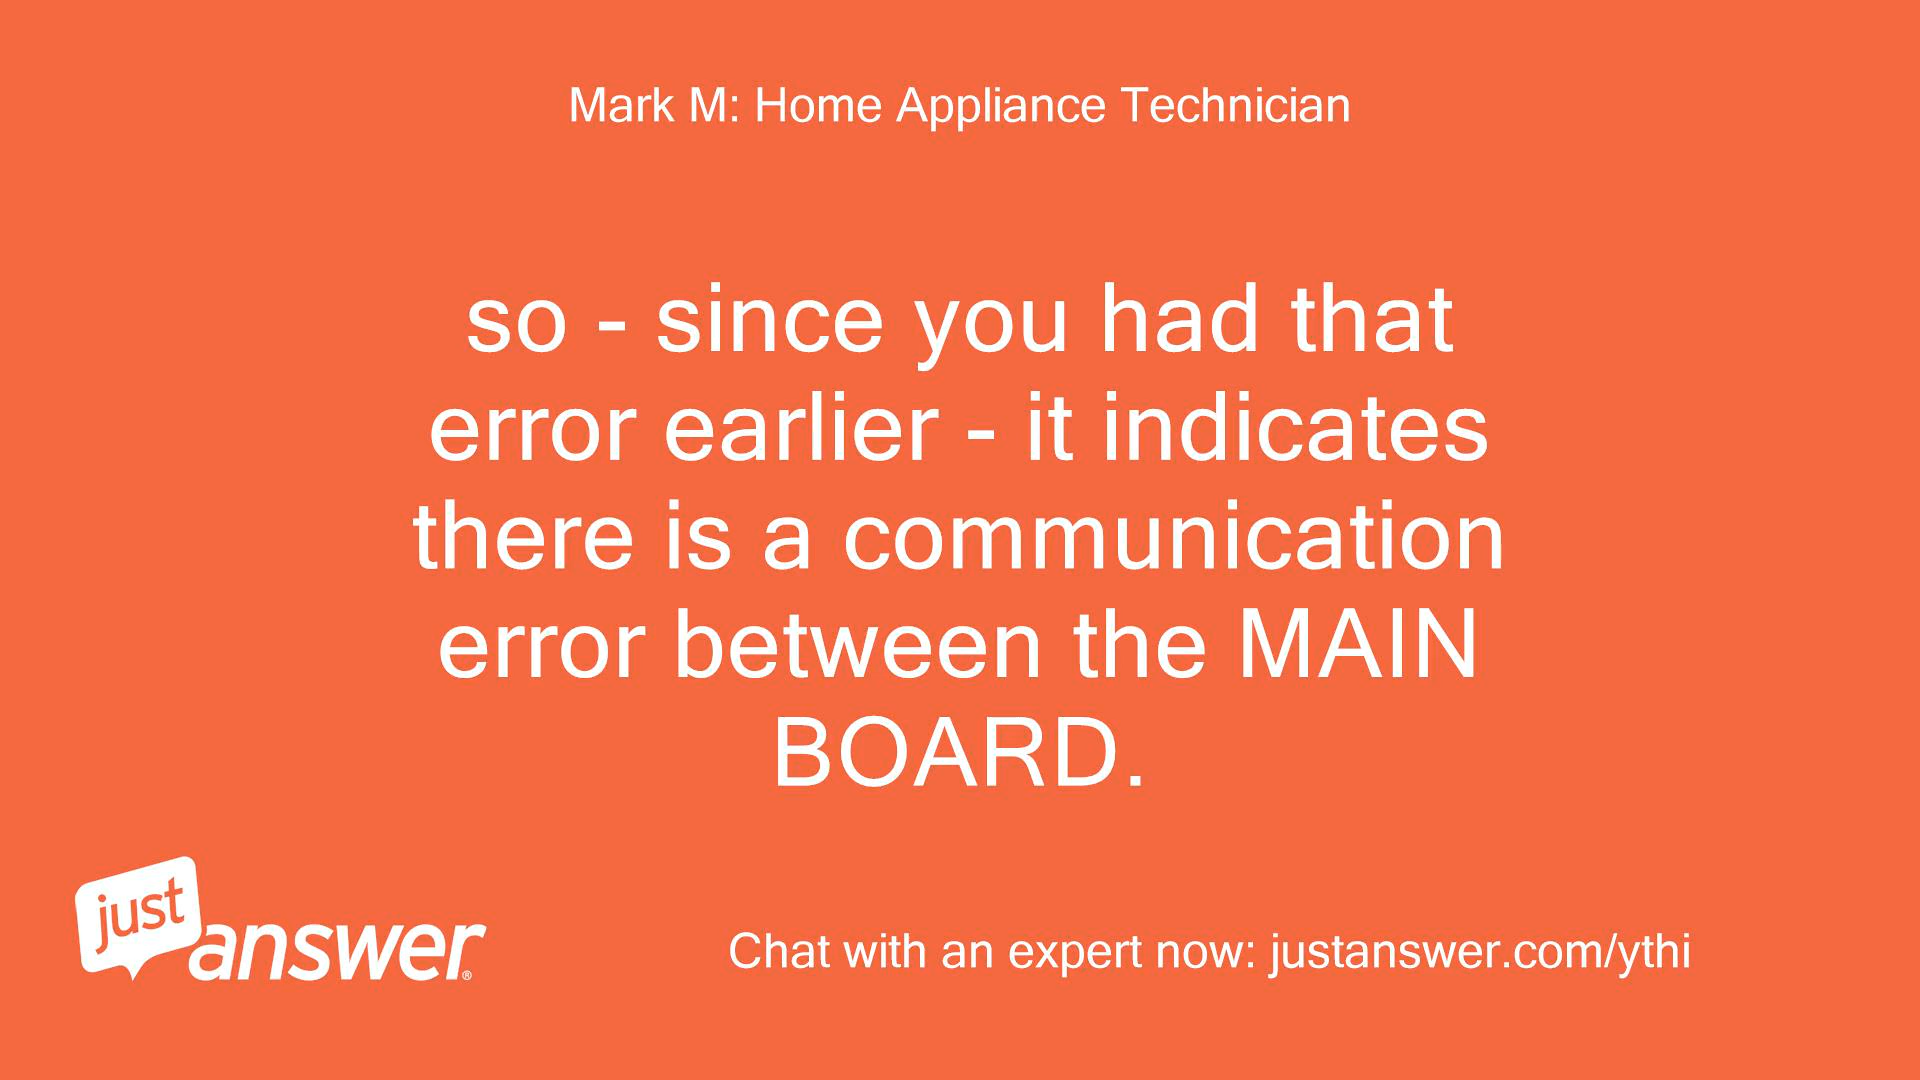 Mark M: Home Appliance Technician
so - since you had that
error earlier - it indicates
there is a communication
error between the MAIN
BOARD.
just
answer®
Chat with an expert now: justanswer.com/ythi